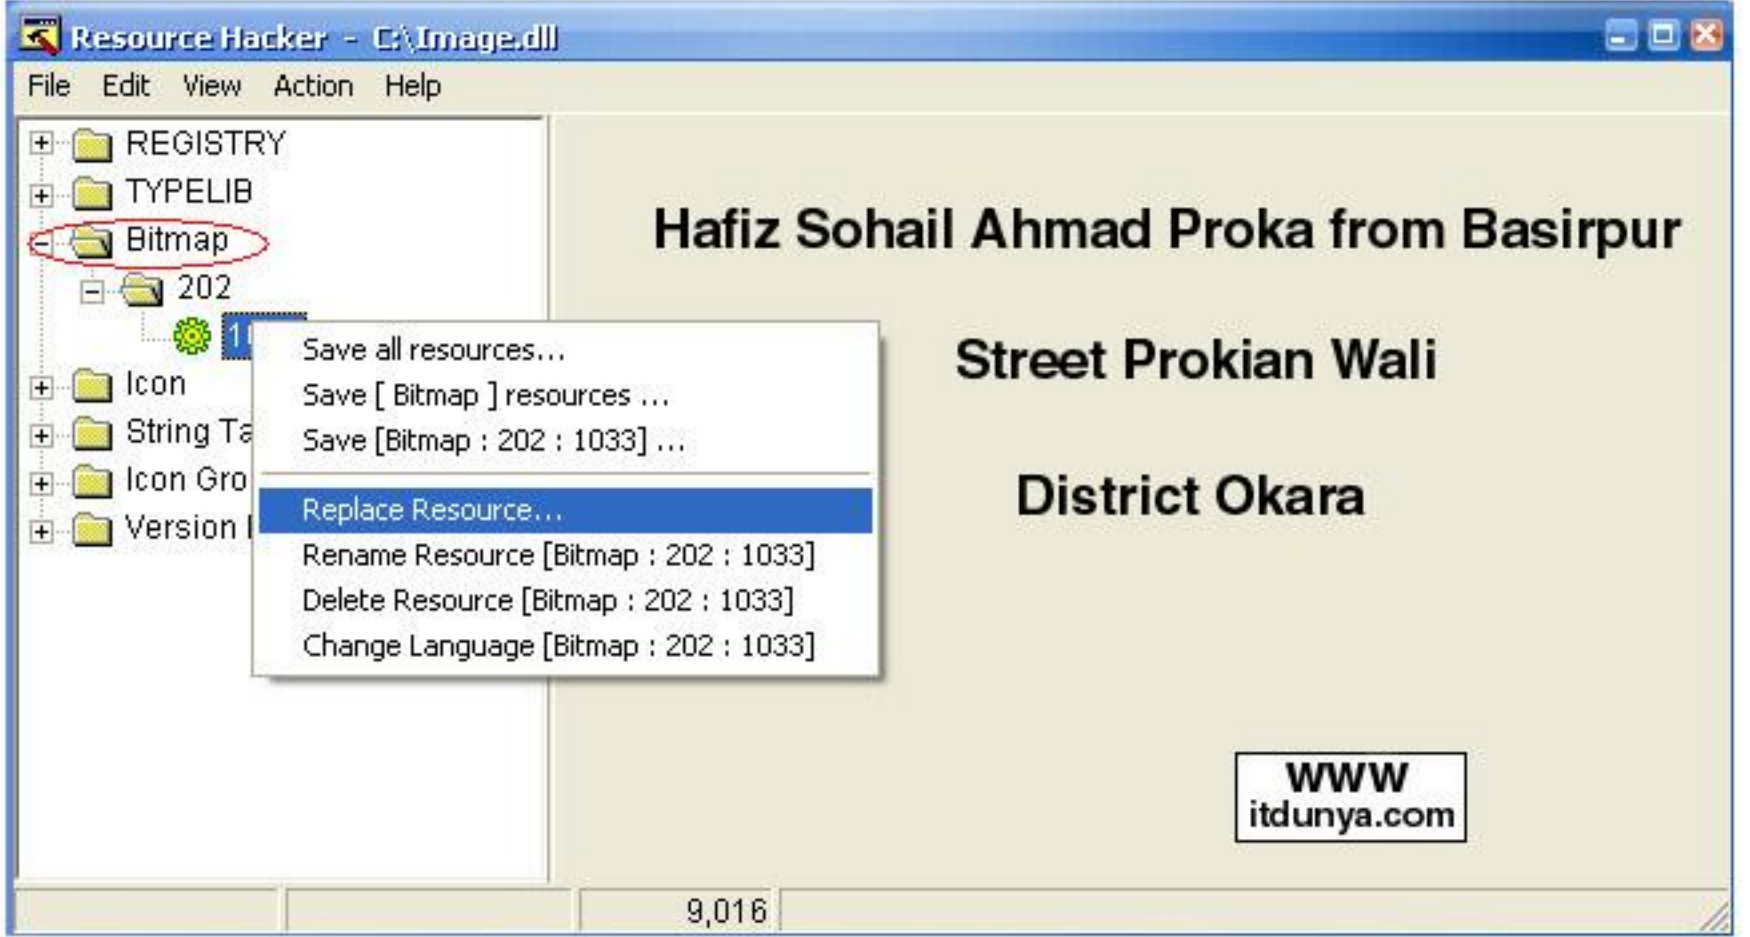 Resource Hacker - C:\Image.dll
File Edit View Action Help
REGISTRY
TYPELIB
Bitmap
202
Icon
String
Icon
Version
Save all resources...
Save [ Bitmap ] resources ...
Save [Bitmap : 202 : 1033] ...
Replace Resource...
Rename Resource [Bitmap : 202 : 1033]
Delete Resource [Bitmap : 202 : 1033]
Change Language [Bitmap : 202 : 1033]
Hafiz Sohail Ahmad Proka from Basirpur
Street Prokian Wali
District Okara
WWW
itdunya.com
9,016